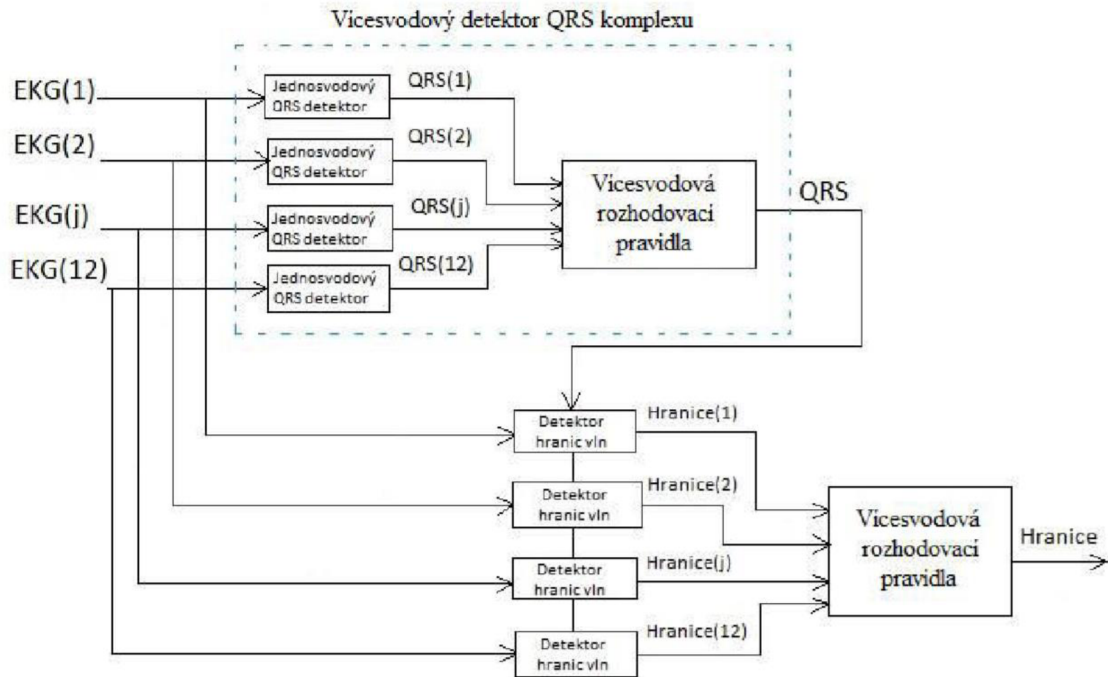 Vícesvodový detektor QRS komplexu
EKG(1)
Jednosvodový
QRS detektor
QRS(1)
EKG(2)
Jednosvodový
QRS detektor
QRS(2)
EKG(j)
Jednosvodový
QRS detektor
QRS(j)
EKG(12)
Jednosvodový
QRS detektor
QRS(12)
Vícesvodová
rozhodovací
pravidla
QRS
Detektor
hranic vln
Hranice(1)
Detektor
hranic vln
Hranice(2)
Detektor
hranic vln
Hranice(j)
Detektor
hranic vln
Hranice(12)
Vícesvodová
rozhodovací
pravidla
Hranice